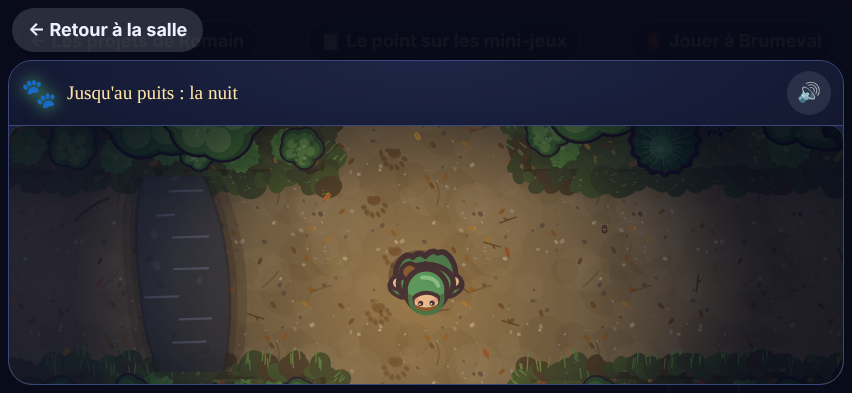 ← Retour à la salle
Les projets de Romain
Le point sur les mini-jeux
Jouer à Brumeval
Jusqu'au puits : la nuit